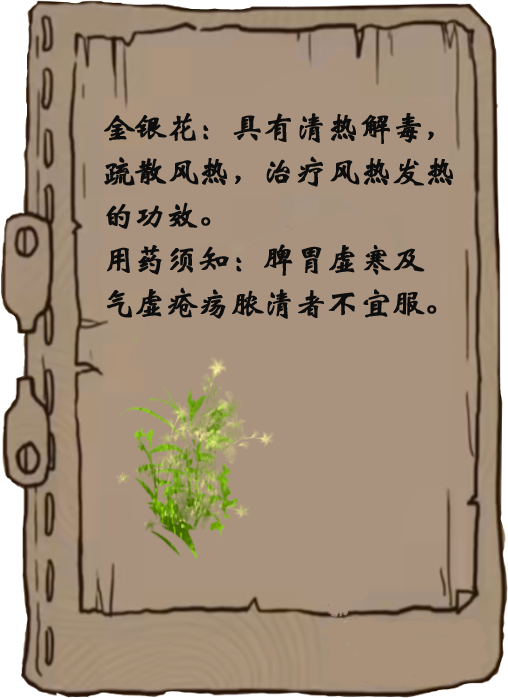 金银花：具有清热解毒，
疏散风热，治疗风热发热
的功效。
用药须知：脾胃虚寒及
气虚疮疡脓清者不宜服。